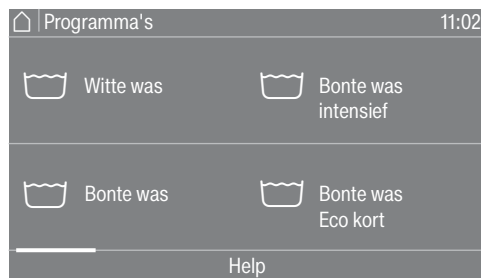 Programma's 11:02
Witte was
Bonte was
intensief
Bonte was
Bonte was
Eco kort
Help